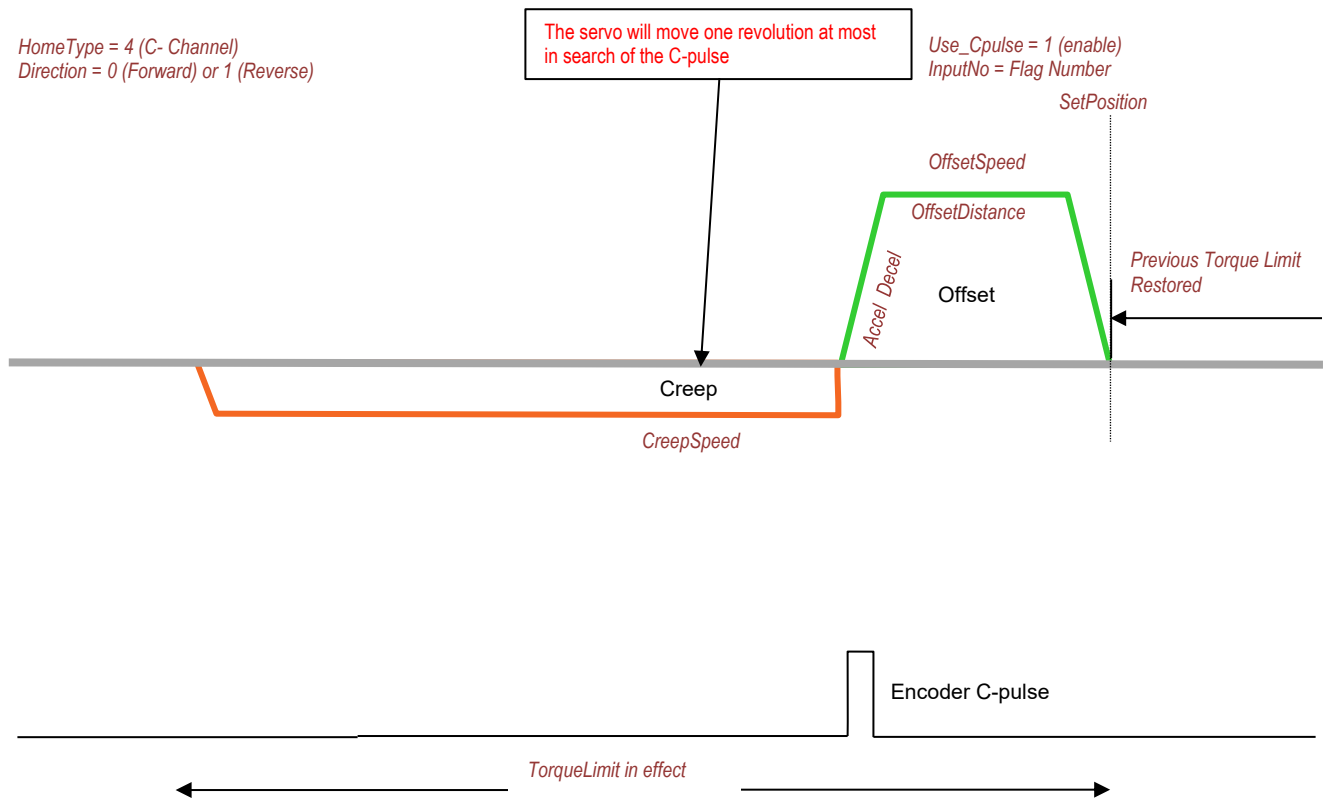 The servo will move one revolution at most
in search of the C-pulse
HomeType = 4 (C- Channel)
Direction = 0 (Forward) or 1 (Reverse)
Use_Cpulse = 1 (enable)
InputNo = Flag Number
SetPosition
OffsetSpeed
OffsetDistance
Accel Decel
Offset
Previous Torque Limit
Restored
Creep
CreepSpeed
Encoder C-pulse
TorqueLimit in effect